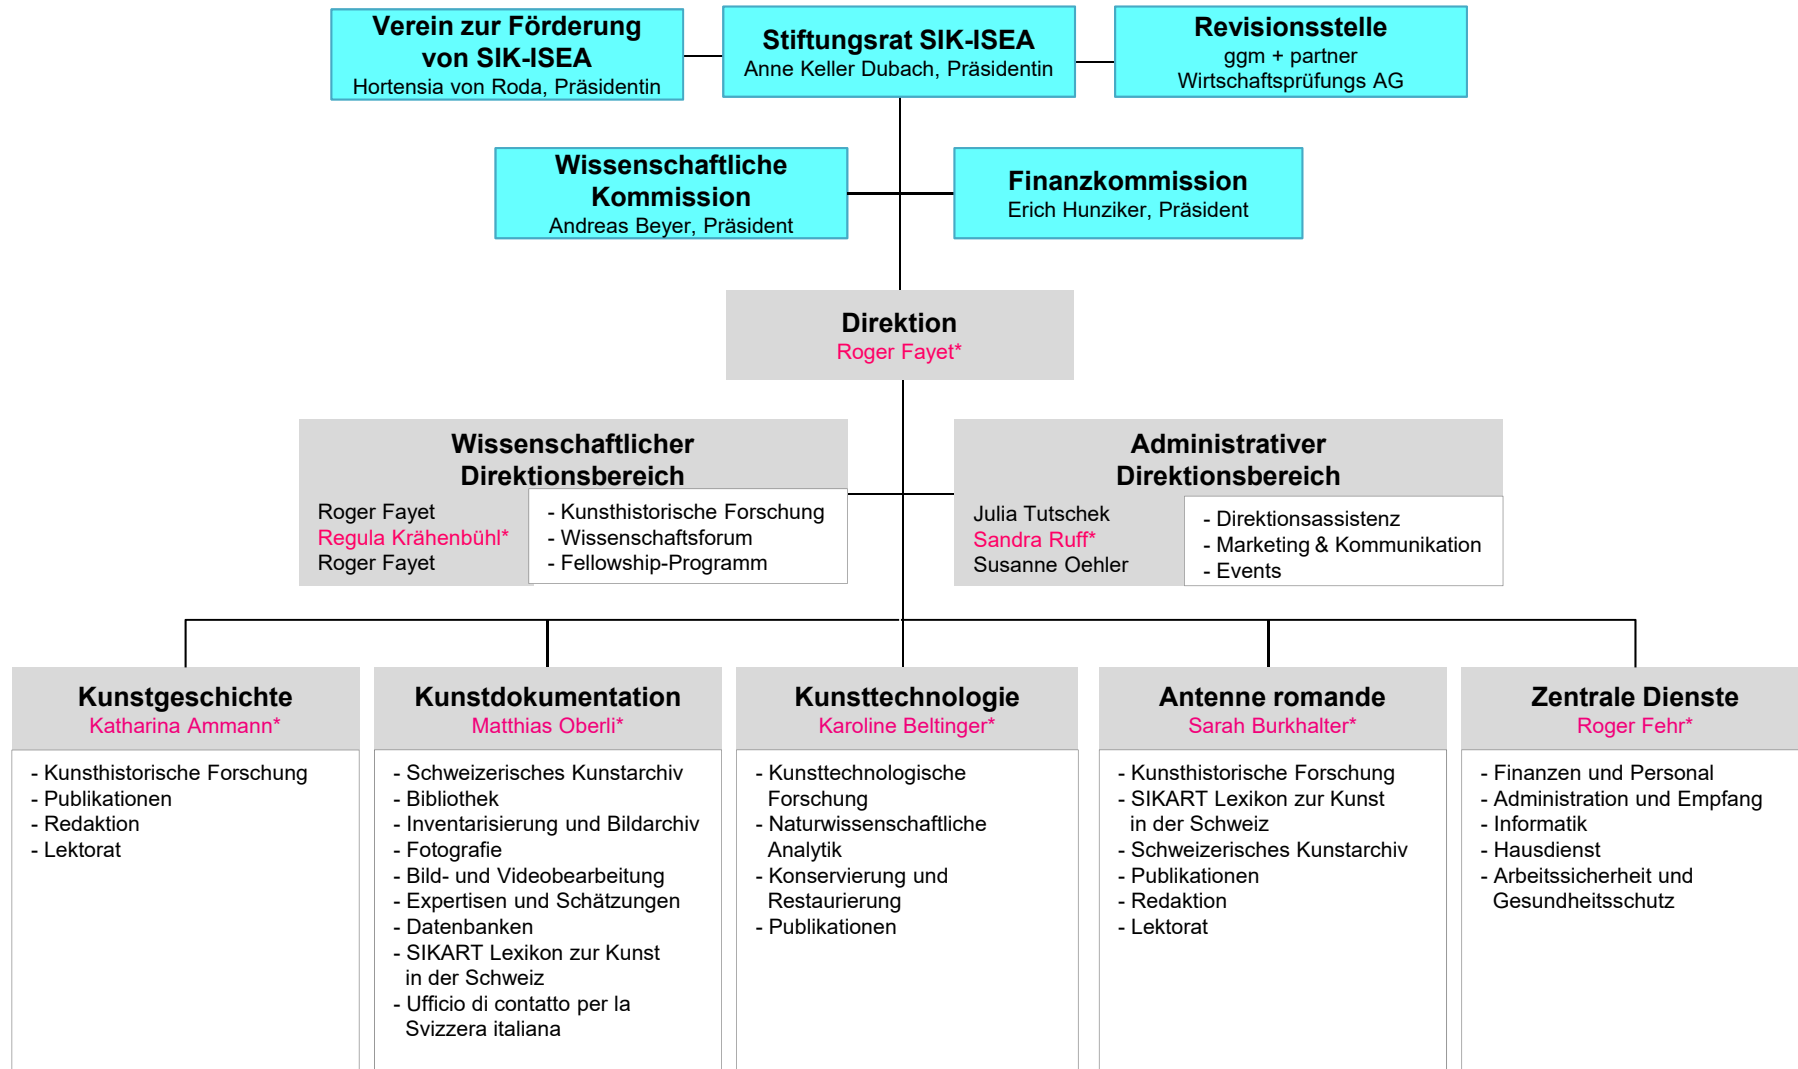 Verein zur Förderung
von SIK-ISEA
Hortensia von Roda, Präsidentin
Stiftungsrat SIK-ISEA
Anne Keller Dubach, Präsidentin
Revisionsstelle
ggm + partner
Wirtschaftsprüfungs AG
Wissenschaftliche
Kommission
Andreas Beyer, Präsident
Finanzkommission
Erich Hunziker, Präsident
Direktion
Roger Fayet*
Wissenschaftlicher
Direktionsbereich
Roger Fayet
Regula Krähenbühl*
Roger Fayet
- Kunsthistorische Forschung
- Wissenschaftsforum
- Fellowship-Programm
Administrativer
Direktionsbereich
Julia Tutschek
Sandra Ruff*
Susanne Oehler
- Direktionsassistenz
- Marketing & Kommunikation
- Events
Kunstgeschichte
Katharina Ammann*
- Kunsthistorische Forschung
- Publikationen
- Redaktion
- Lektorat
Kunstdokumentation
Matthias Oberli*
- Schweizerisches Kunstarchiv
- Bibliothek
- Inventarisierung und Bildarchiv
- Fotografie
- Bild- und Videobearbeitung
- Expertisen und Schätzungen
- Datenbanken
- SIKART Lexikon zur Kunst
in der Schweiz
- Ufficio di contatto per la
Svizzera italiana
Kunsttechnologie
Karoline Beltinger*
- Kunsttechnologische
Forschung
- Naturwissenschaftliche
Analytik
- Konservierung und
Restaurierung
- Publikationen
Antenne romande
Sarah Burkhalter*
- Kunsthistorische Forschung
- SIKART Lexikon zur Kunst
in der Schweiz
- Schweizerisches Kunstarchiv
- Publikationen
- Redaktion
- Lektorat
Zentrale Dienste
Roger Fehr*
- Finanzen und Personal
- Administration und Empfang
- Informatik
- Hausdienst
- Arbeitssicherheit und
Gesundheitsschutz